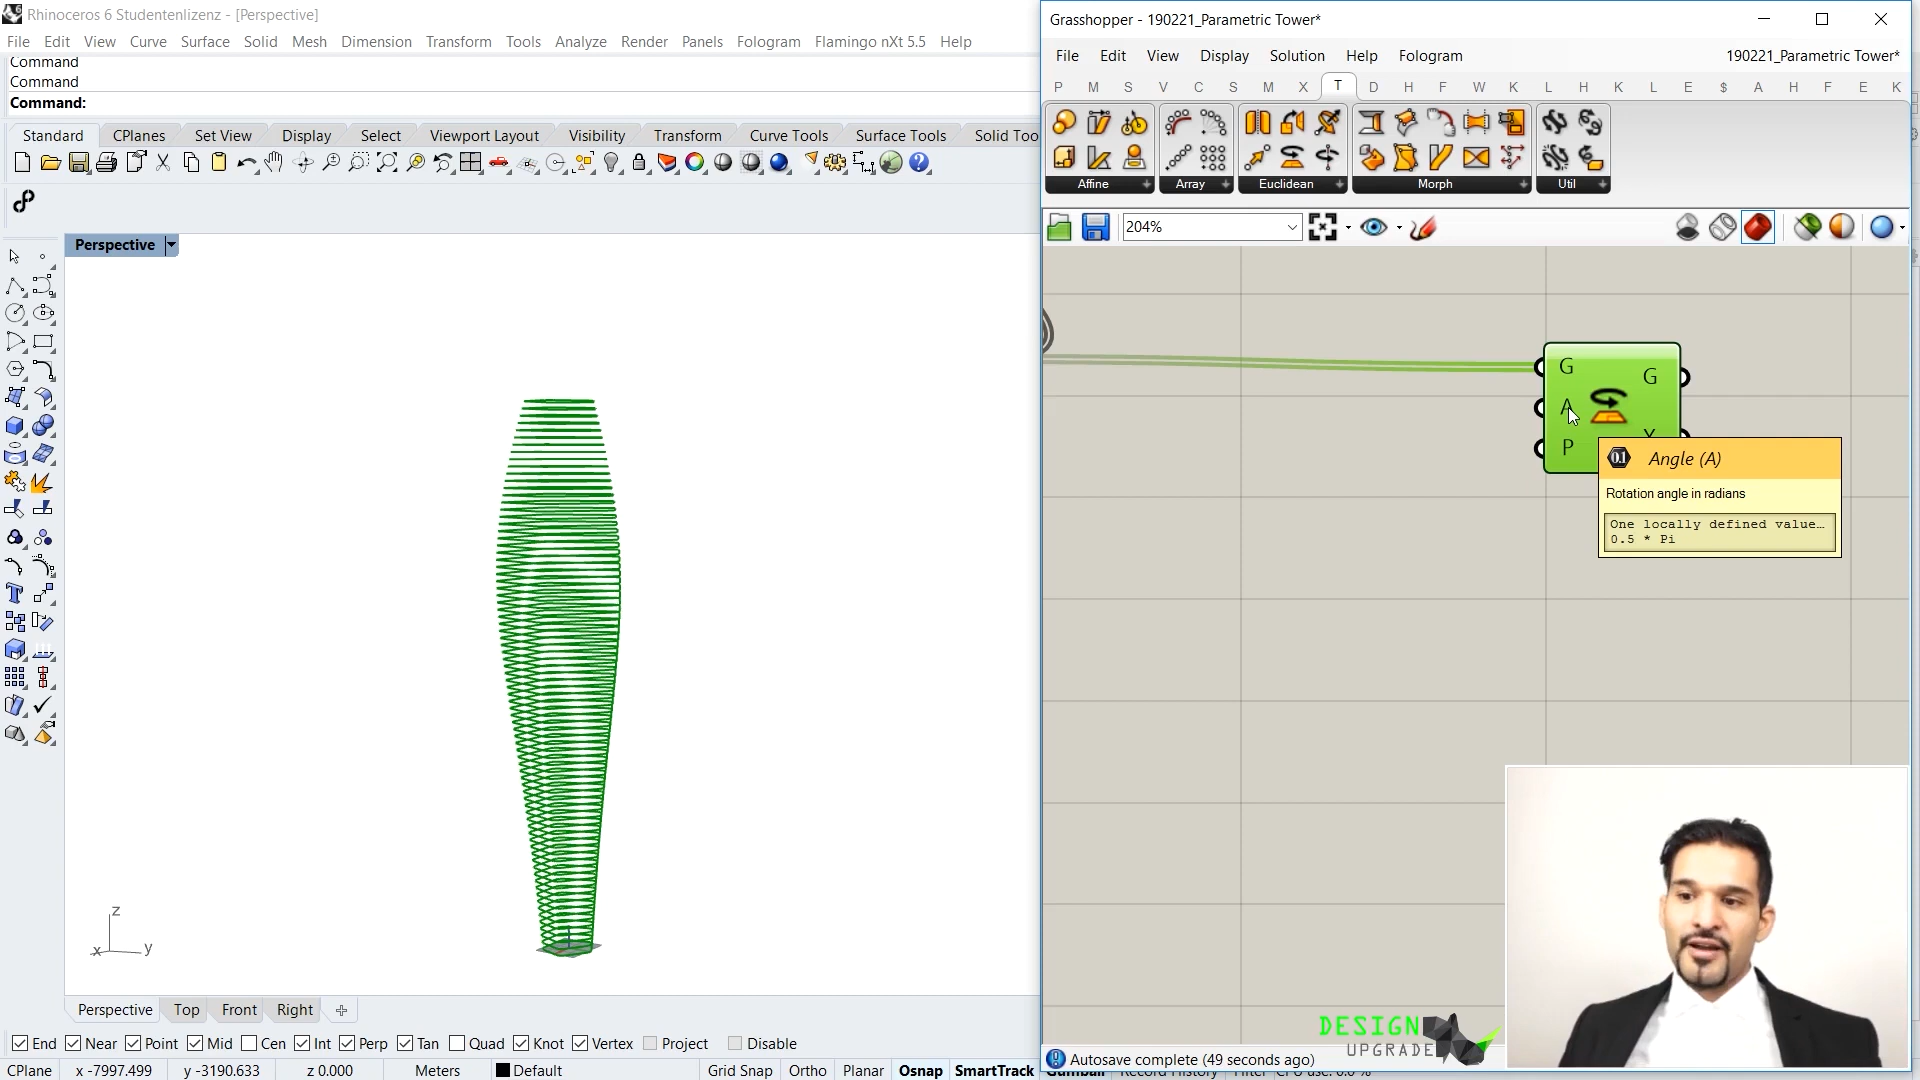 Rhinoceros 6 Studentenlizenz - [Perspective]
File Edit View Curve Surface Solid Mesh Dimension Transform Tools Analyze Render Panels Fologram Flamingo nXt 5.5 Help
Command
Command
Command:
Standard CPlanes Set View Display Select Viewport Layout Visibility Transform Curve Tools Surface Tools Solid Too
Perspective
z
x y
Perspective Top Front Right
End Near Point Mid Cen Int Perp Tan Quad Knot Vertex Project Disable
CPlane x -7997.499 y -3190.633 z 0.000 Meters Default Grid Snap Ortho Planar Osnap SmartTrack
Grasshopper - 190221_Parametric Tower*
File Edit View Display Solution Help Fologram 190221_Parametric Tower*
P M S V C S M X T D H F W K L H K L E $ A H F E K
Affine Array Euclidean Morph Util
204%
G G
A
P
Angle (A)
Rotation angle in radians
One locally defined value…
0.5 * Pi
DESIGN
UPGRADE
Autosave complete (49 seconds ago)